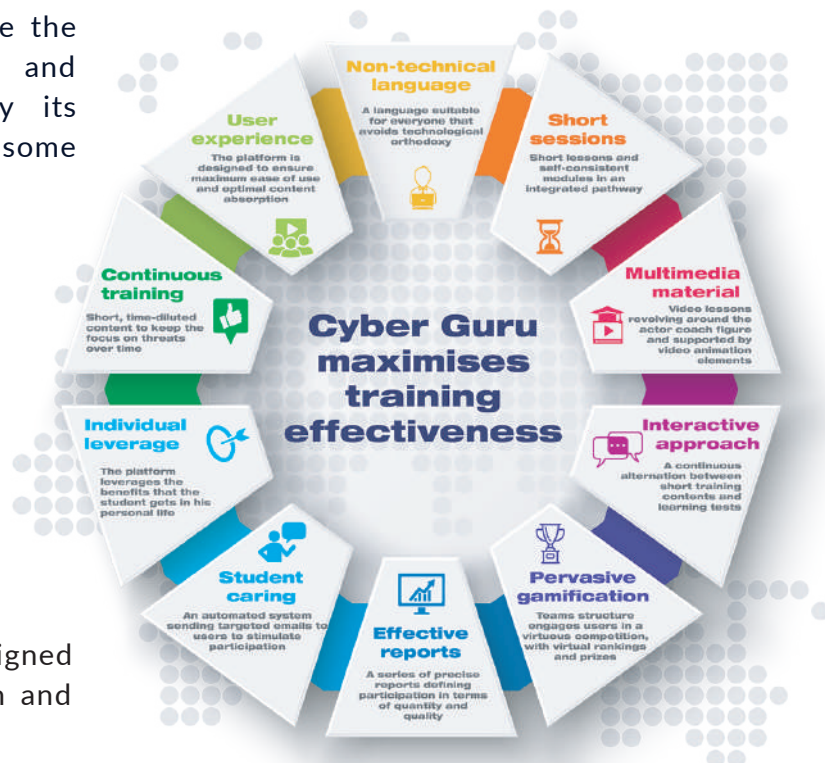 e the
and
y its
some
Non-technical
language
A language suitable
for everyone that
avoids technological
orthodoxy
Short
sessions
Short lessons and
self-consistent
modules in an
integrated pathway
Multimedia
material
Video lessons
revolving around the
actor coach figure
and supported by
video animation
elements
Interactive
approach
A continuous
alternation between
short training
contents and
learning tests
Pervasive
gamification
Teams structure
engages users in a
virtuous competition,
with virtual rankings
and prizes
Effective
reports
A series of precise
reports defining
participation in terms
of quantity and
quality
Student
caring
An automated system
sending targeted emails to
users to stimulate
participation
Individual
leverage
The platform
leverages the
benefits that the
student gets in his
personal life
Continuous
training
Short, time-diluted
content to keep the
focus on threats
over time
User
experience
The platform is
designed to ensure
maximum ease of use
and optimal content
absorption
Cyber Guru
maximises
training
effectiveness
igned
n and